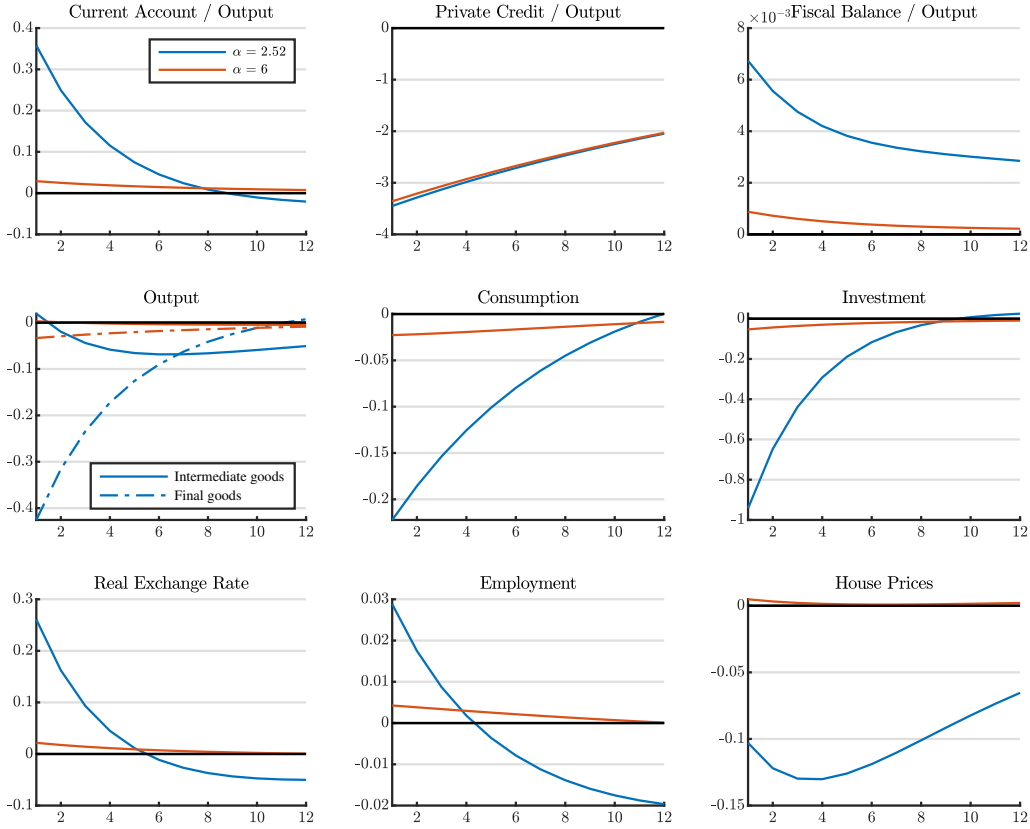 Current Account / Output
0.4
0.3
0.2
0.1
0
-0.1
2 4 6 8 10 12
α = 2.52
α = 6
Private Credit / Output
0
-1
-2
-3
-4
2 4 6 8 10 12
×10⁻³Fiscal Balance / Output
8
6
4
2
0
2 4 6 8 10 12
Output
0
-0.1
-0.2
-0.3
-0.4
2 4 6 8 10 12
Intermediate goods
Final goods
Consumption
0
-0.05
-0.1
-0.15
-0.2
2 4 6 8 10 12
Investment
0
-0.2
-0.4
-0.6
-0.8
-1
2 4 6 8 10 12
Real Exchange Rate
0.3
0.2
0.1
0
-0.1
2 4 6 8 10 12
Employment
0.03
0.02
0.01
0
-0.01
-0.02
2 4 6 8 10 12
House Prices
0
-0.05
-0.1
-0.15
2 4 6 8 10 12